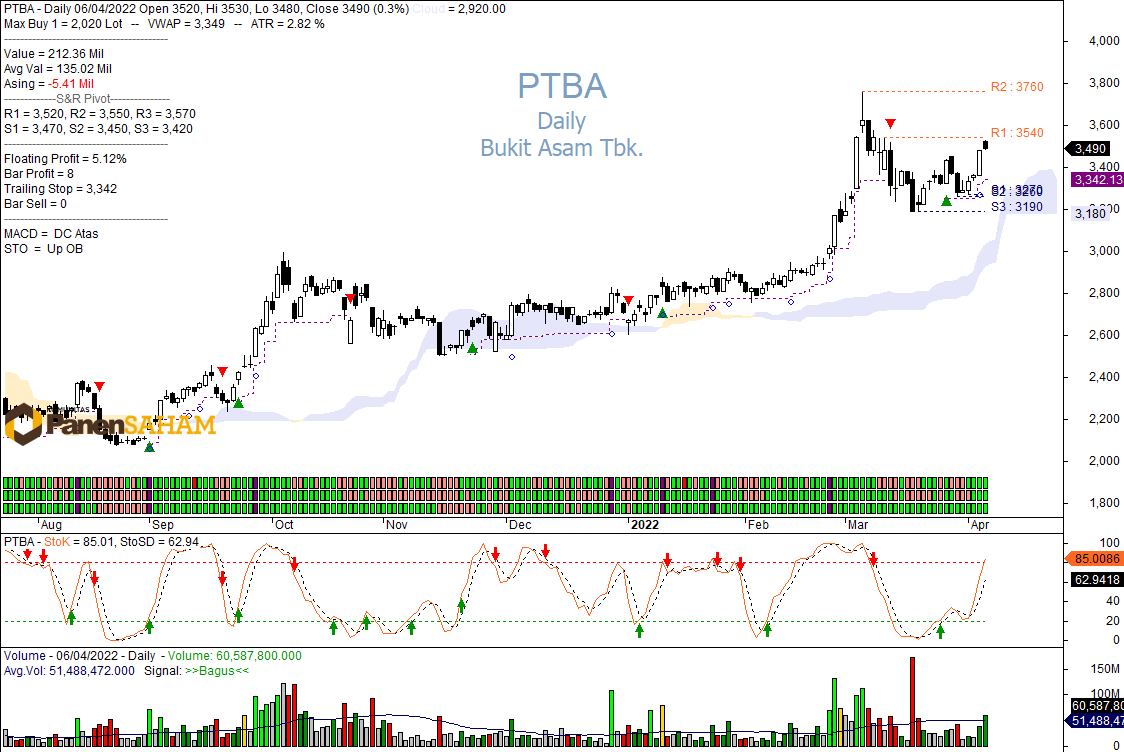 PTBA - Daily 06/04/2022 Open 3520, Hi 3530, Lo 3480, Close 3490 (0.3%) Cloud = 2,920.00
Max Buy 1 = 2,020 Lot -- VWAP = 3,349 -- ATR = 2.82 %
Value = 212.36 Mil
Avg Val = 135.02 Mil
Asing = -5.41 Mil
S&R Pivot
R1 = 3,520, R2 = 3,550, R3 = 3,570
S1 = 3,470, S2 = 3,450, S3 = 3,420
Floating Profit = 5.12%
Bar Profit = 8
Trailing Stop = 3,342
Bar Sell = 0
MACD = DC Atas
STO = Up OB
PTBA
Daily
Bukit Asam Tbk.
R2 : 3760
R1 : 3540
S1 : 3270
S2 : 3260
S3 : 3190
4,000
3,800
3,600
3,490
3,400
3,342.13
3,180
3,000
2,800
2,600
2,400
2,200
2,000
1,800
PanenSAHAM
Aug Sep Oct Nov Dec 2022 Feb Mar Apr
PTBA - StoK = 85.01, StoSD = 62.94
100
85.0086
62.9418
40
20
0
Volume - 06/04/2022 - Daily - Volume: 60,587,800.000
Avg.Vol: 51,488,472.000 Signal: >>Bagus<<
150M
100M
60,587,80
51,488,47
0